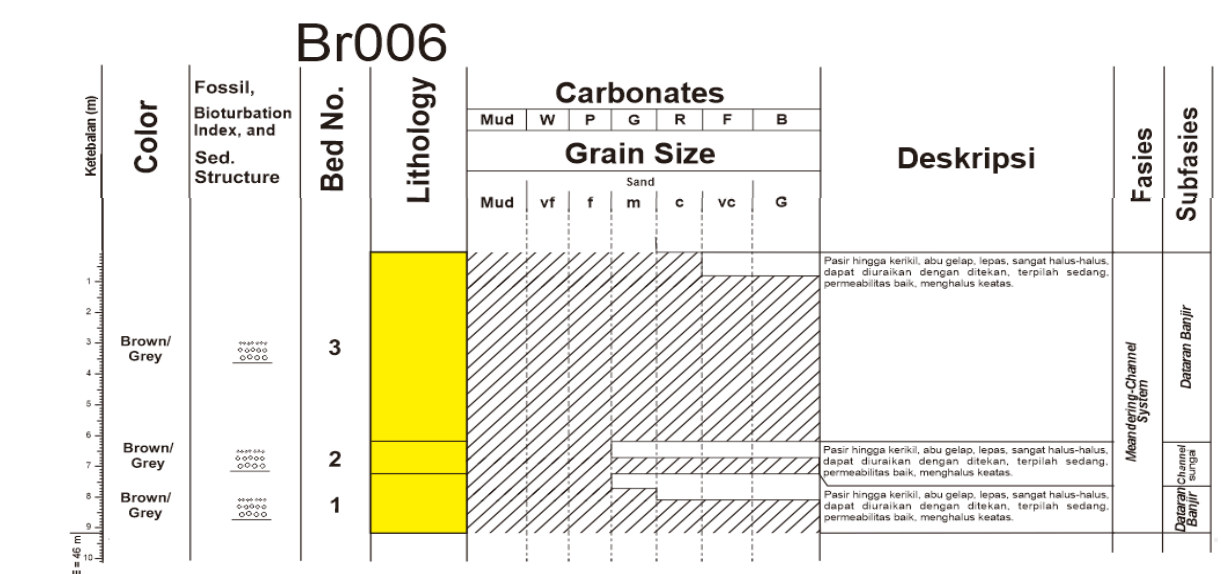 Br006
Ketebalan (m)
Color
Fossil,
Bioturbation
Index, and
Sed.
Structure
Bed No.
Lithology
Carbonates
Mud W P G R F B
Grain Size
Sand
Mud vf f m c vc G
Deskripsi
Fasies
Subfasies
1
2
3
4
5
6
7
8
9
10
= 46 m
Brown/
Grey
3
Pasir hingga kerikil, abu gelap, lepas, sangat halus-halus,
dapat diuraikan dengan ditekan, terpilah sedang,
permeabilitas baik, menghalus keatas.
Meandering-Channel
System
Dataran Banjir
Brown/
Grey
2
Pasir hingga kerikil, abu gelap, lepas, sangat halus-halus,
dapat diuraikan dengan ditekan, terpilah sedang,
permeabilitas baik, menghalus keatas.
Channel
sungai
Brown/
Grey
1
Pasir hingga kerikil, abu gelap, lepas, sangat halus-halus,
dapat diuraikan dengan ditekan, terpilah sedang,
permeabilitas baik, menghalus keatas.
Dataran
Banjir